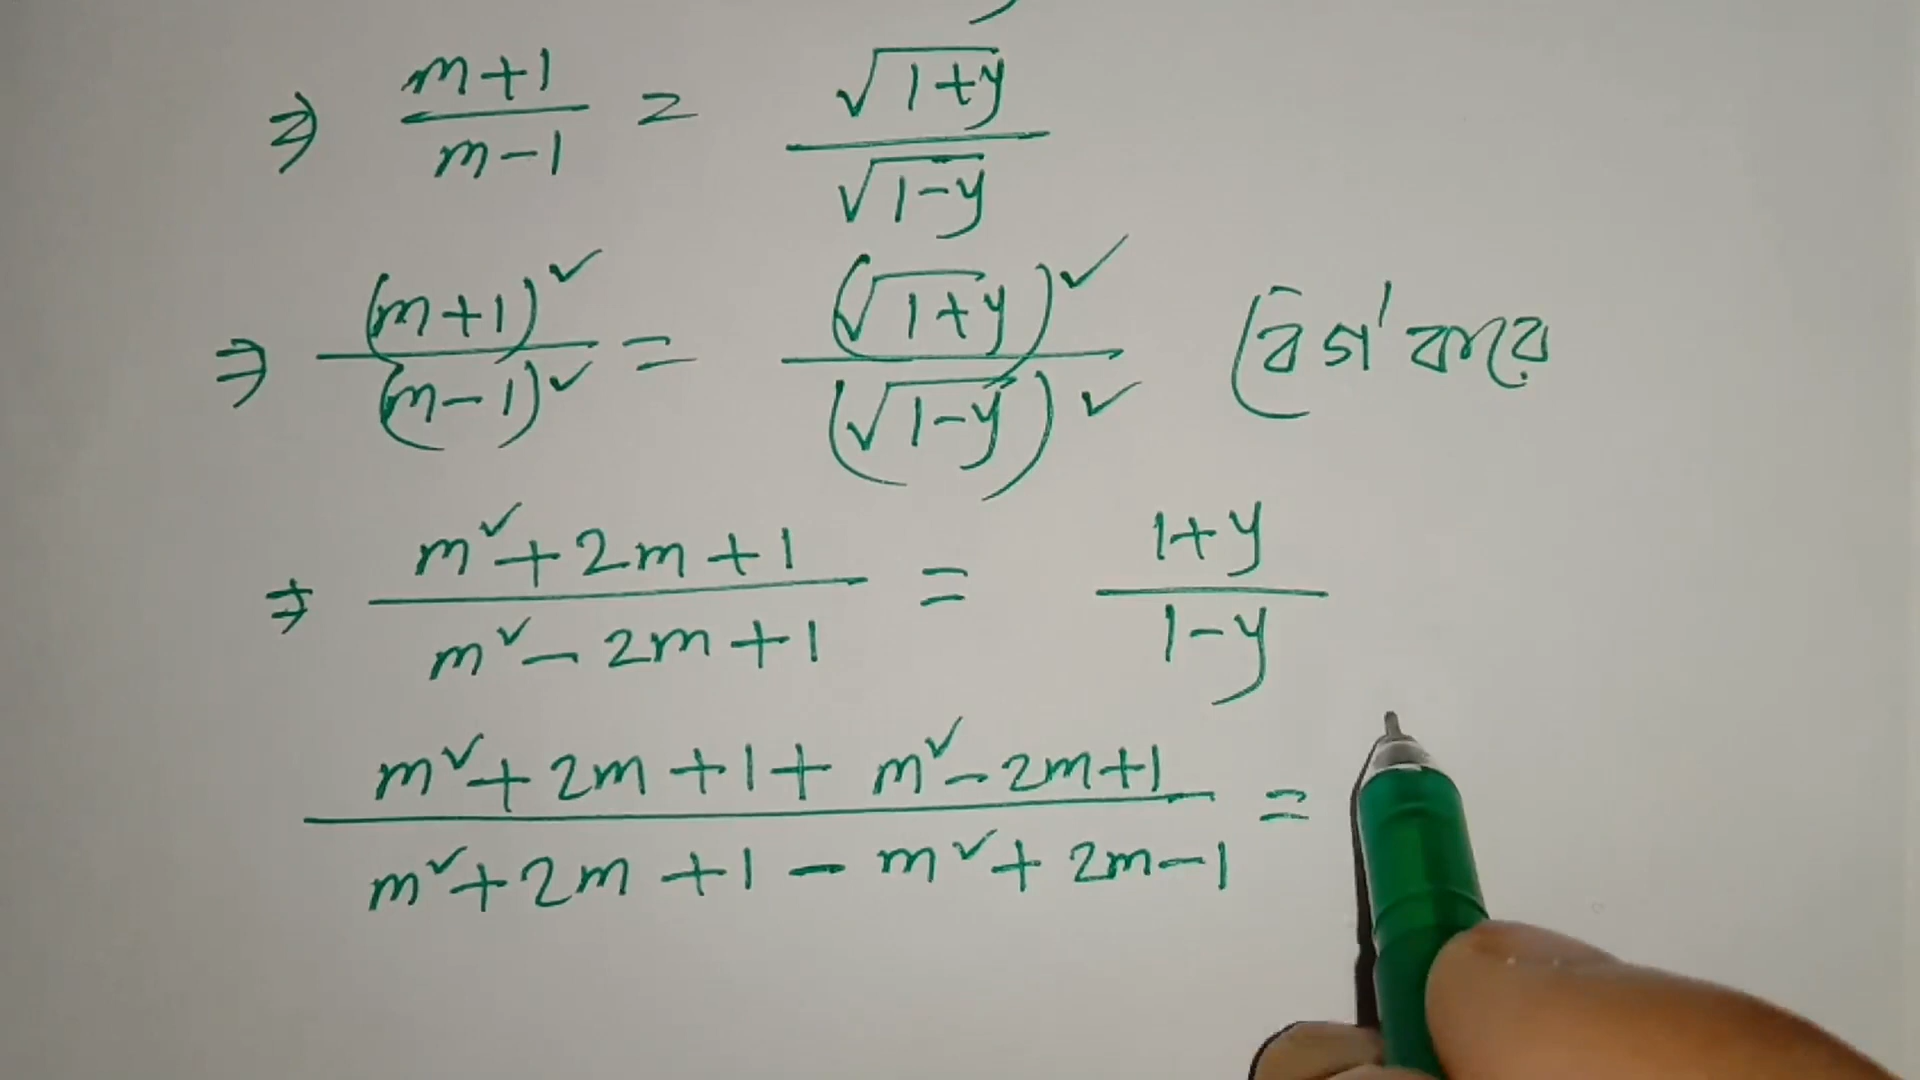 ⇒ (m+1)/(m-1) = √(1+y)/√(1-y)
⇒ (m+1)²/(m-1)² = (√(1+y))²/(√(1-y))² [বর্গ করে
⇒ (m²+2m+1)/(m²-2m+1) = (1+y)/(1-y)
(m²+2m+1+m²-2m+1)/(m²+2m+1-m²+2m-1) =